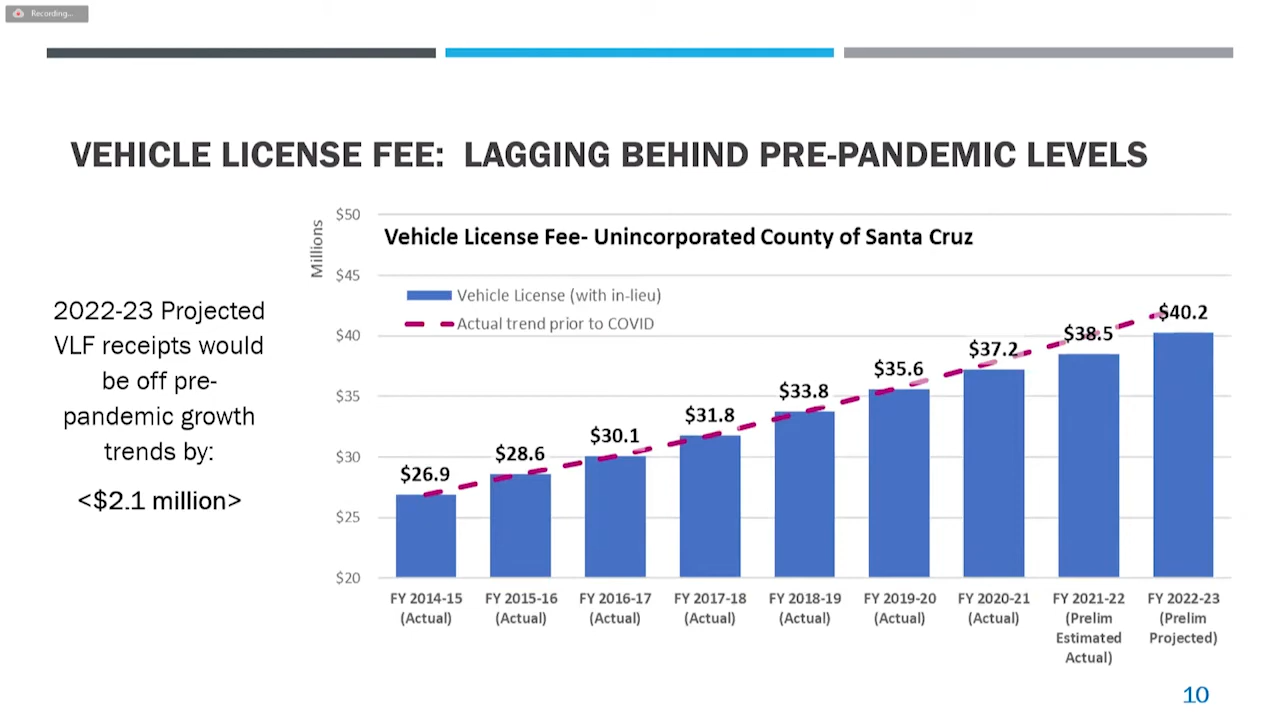 Recording...
VEHICLE LICENSE FEE: LAGGING BEHIND PRE-PANDEMIC LEVELS
2022-23 Projected
VLF receipts would
be off pre-
pandemic growth
trends by:
<$2.1 million>
Millions
$50
$45
$40
$35
$30
$25
$20
Vehicle License Fee- Unincorporated County of Santa Cruz
Vehicle License (with in-lieu)
Actual trend prior to COVID
$26.9
$28.6
$30.1
$31.8
$33.8
$35.6
$37.2
$38.5
$40.2
FY 2014-15
(Actual)
FY 2015-16
(Actual)
FY 2016-17
(Actual)
FY 2017-18
(Actual)
FY 2018-19
(Actual)
FY 2019-20
(Actual)
FY 2020-21
(Actual)
FY 2021-22
(Prelim
Estimated
Actual)
FY 2022-23
(Prelim
Projected)
10